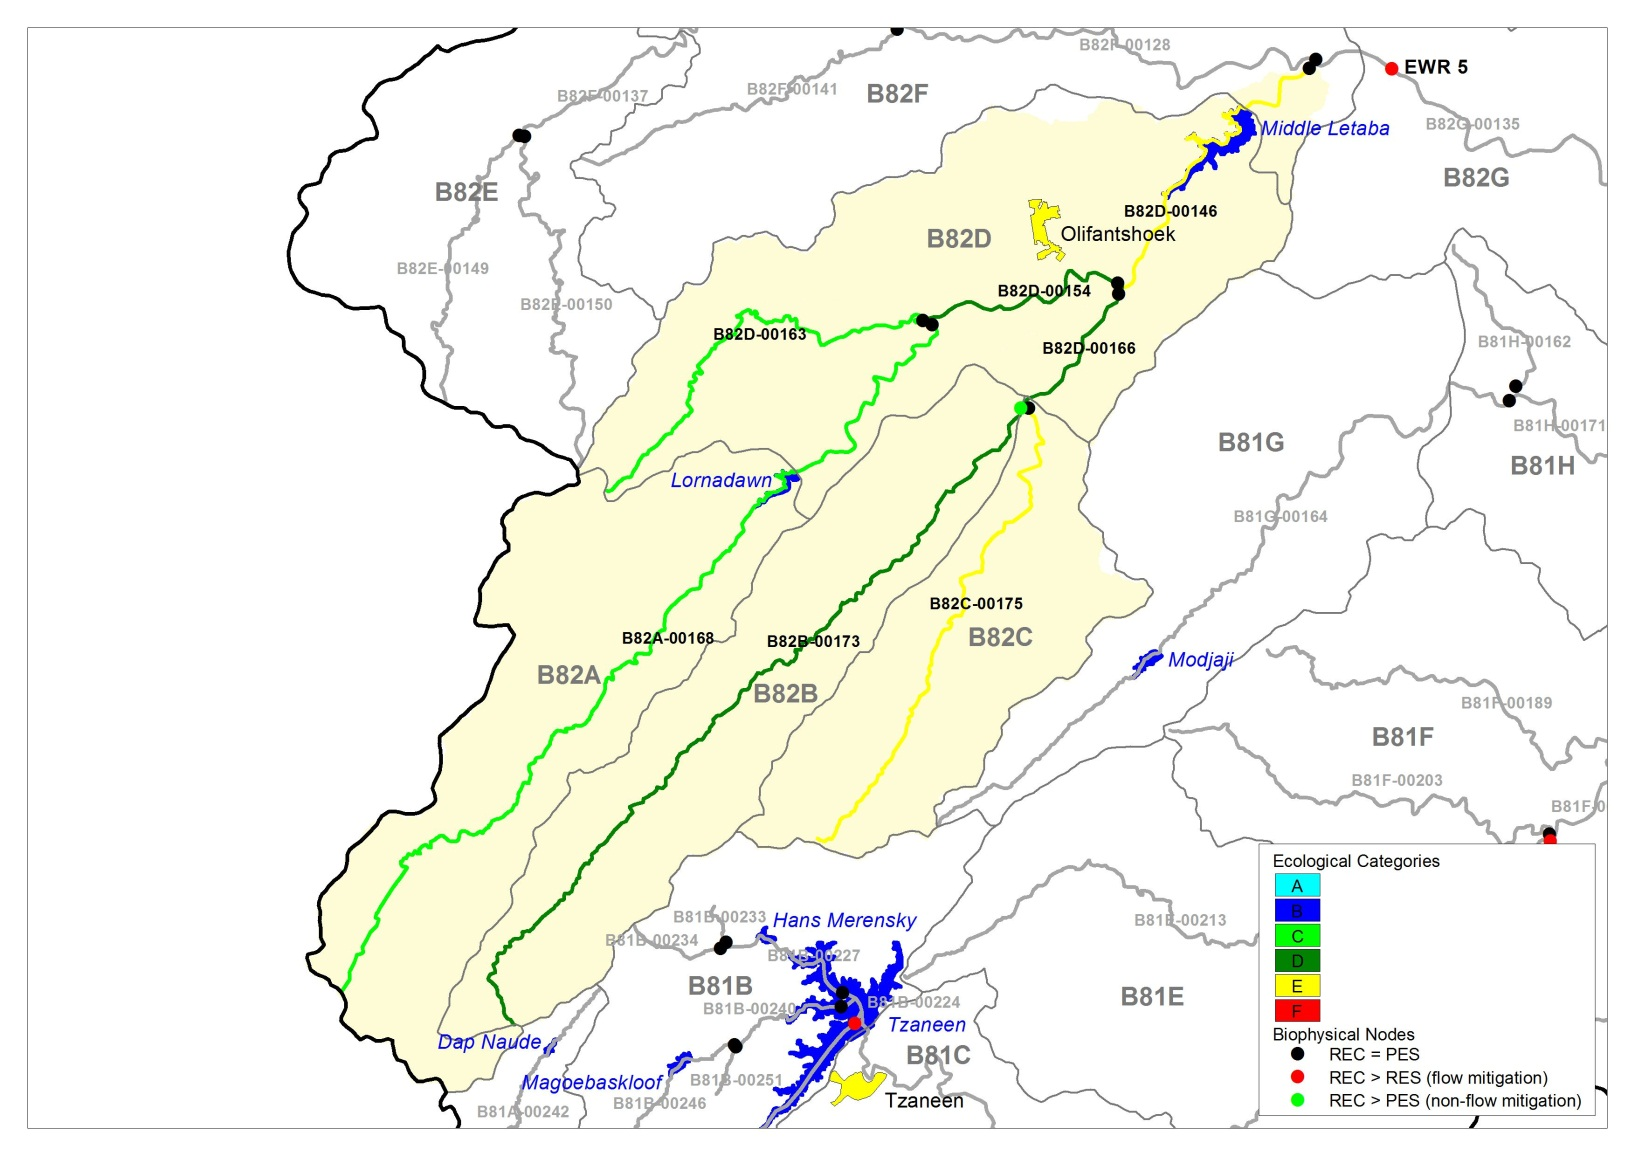 B82F-00128
EWR 5
B82F-00137
B82F-00141
B82F
Middle Letaba
B82G-00135
B82G
B82E
B82D-00146
B82D
Olifantshoek
B82E-00149
B82E-00150
B82D-00154
B82D-00163
B82D-00166
B81H-00162
B81H-00171
B81G
B81H
Lornadawn
B81G-00164
B82C-00175
B82A-00168
B82B-00173
B82C
Modjaji
B82A
B82B
B81F-00189
B81F
B81F-00203
B81F-0
Ecological Categories
A
B
C
D
E
F
Biophysical Nodes
REC = PES
REC > RES (flow mitigation)
REC > PES (non-flow mitigation)
B81B-00233
Hans Merensky
B81E-00213
B81B-00234
B81B-00227
B81B
B81E
B81B-00240
B81B-00224
Tzaneen
Dap Naude
B81C
Magoebaskloof
B81B-00251
B81B-00246
Tzaneen
B81A-00242